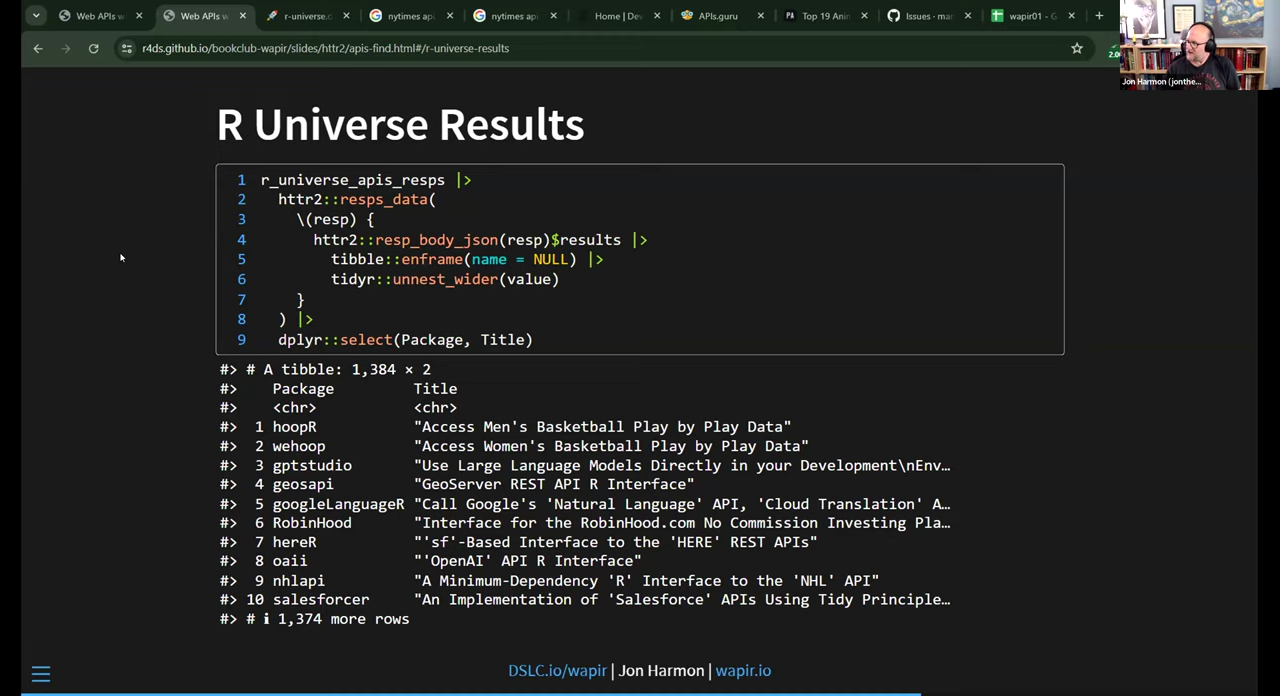 Web APIs w
Web APIs w
r-universe.c
nytimes api
nytimes api
Home | Dev
APIs.guru
Top 19 Anim
Issues · mar
wapir01 - G
r4ds.github.io/bookclub-wapir/slides/httr2/apis-find.html#/r-universe-results
2.0
Jon Harmon (jonthe...
R Universe Results
1 r_universe_apis_resps |>
2 httr2::resps_data(
3 \(resp) {
4 httr2::resp_body_json(resp)$results |>
5 tibble::enframe(name = NULL) |>
6 tidyr::unnest_wider(value)
7 }
8 ) |>
9 dplyr::select(Package, Title)
#> # A tibble: 1,384 × 2
#> Package Title
#> <chr> <chr>
#> 1 hoopR "Access Men's Basketball Play by Play Data"
#> 2 wehoop "Access Women's Basketball Play by Play Data"
#> 3 gptstudio "Use Large Language Models Directly in your Development\nEnv…
#> 4 geosapi "GeoServer REST API R Interface"
#> 5 googleLanguageR "Call Google's 'Natural Language' API, 'Cloud Translation' A…
#> 6 RobinHood "Interface for the RobinHood.com No Commission Investing Pla…
#> 7 hereR "'sf'-Based Interface to the 'HERE' REST APIs"
#> 8 oaii "'OpenAI' API R Interface"
#> 9 nhlapi "A Minimum-Dependency 'R' Interface to the 'NHL' API"
#> 10 salesforcer "An Implementation of 'Salesforce' APIs Using Tidy Principle…
#> # ℹ 1,374 more rows
DSLC.io/wapir | Jon Harmon | wapir.io